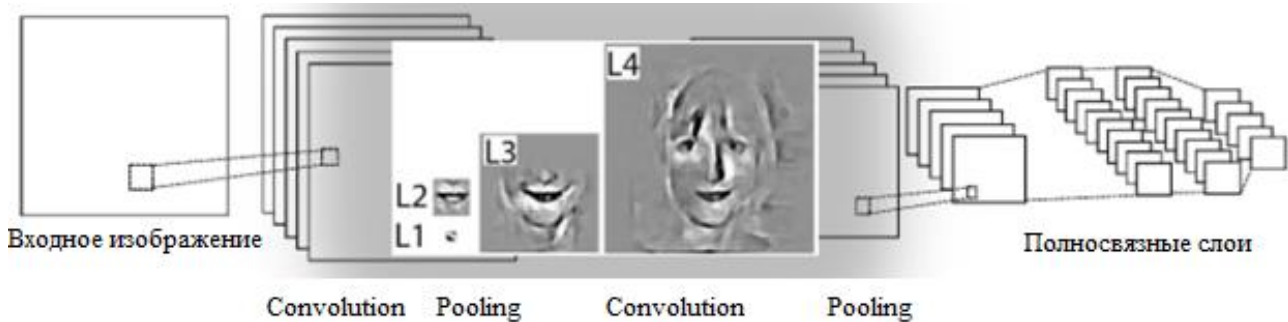 L4
L3
L2
L1
Входное изображение
Полносвязные слои
Convolution Pooling Convolution Pooling